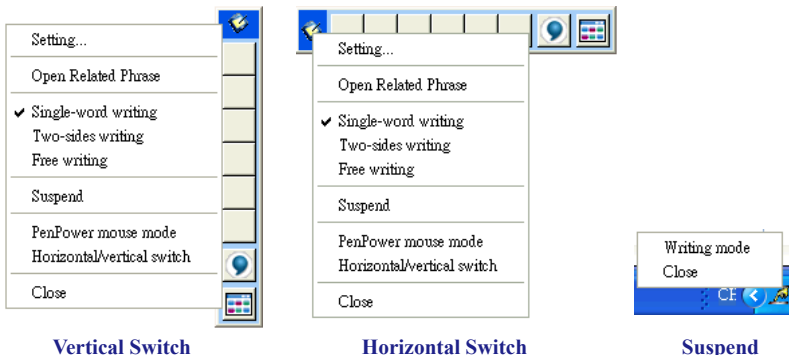 Setting...
Open Related Phrase
Single-word writing
Two-sides writing
Free writing
Suspend
PenPower mouse mode
Horizontal/vertical switch
Close
Vertical Switch
Setting...
Open Related Phrase
Single-word writing
Two-sides writing
Free writing
Suspend
PenPower mouse mode
Horizontal/vertical switch
Close
Horizontal Switch
Writing mode
Close
Suspend